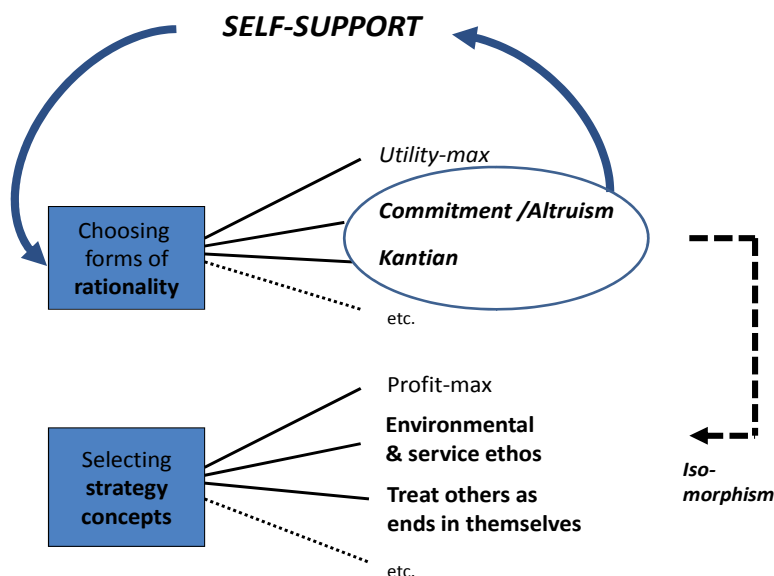 SELF-SUPPORT
Utility-max
Choosing
forms of
rationality
Commitment /Altruism
Kantian
etc.
Profit-max
Selecting
strategy
concepts
Environmental
& service ethos
Treat others as
ends in themselves
etc.
Iso-
morphism